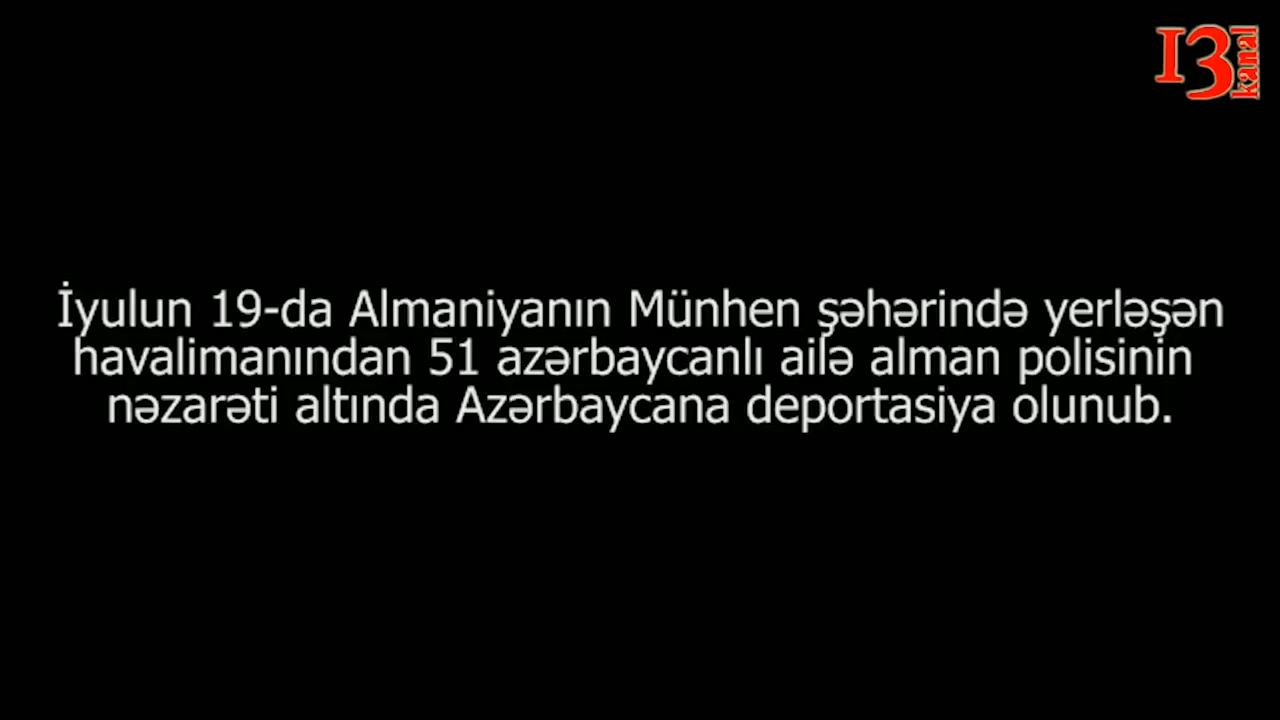 13
kanal
İyulun 19-da Almaniyanın Münhen şəhərində yerləşən
havalimanından 51 azərbaycanlı ailə alman polisinin
nəzarəti altında Azərbaycana deportasiya olunub.